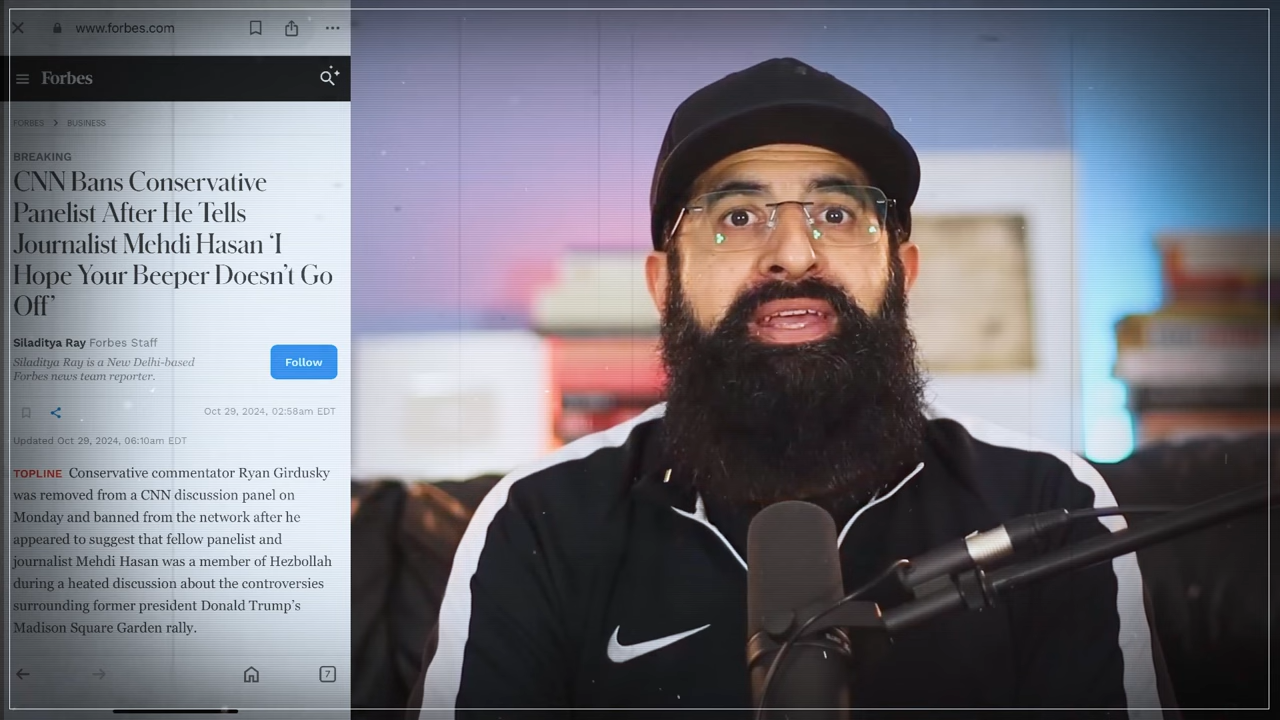 www.forbes.com
Forbes
FORBES > BUSINESS
BREAKING
CNN Bans Conservative
Panelist After He Tells
Journalist Mehdi Hasan ‘I
Hope Your Beeper Doesn’t Go
Off’
Siladitya Ray Forbes Staff
Siladitya Ray is a New Delhi-based
Forbes news team reporter.
Follow
Oct 29, 2024, 02:58am EDT
Updated Oct 29, 2024, 06:10am EDT
TOPLINE Conservative commentator Ryan Girdusky
was removed from a CNN discussion panel on
Monday and banned from the network after he
appeared to suggest that fellow panelist and
journalist Mehdi Hasan was a member of Hezbollah
during a heated discussion about the controversies
surrounding former president Donald Trump’s
Madison Square Garden rally.
7